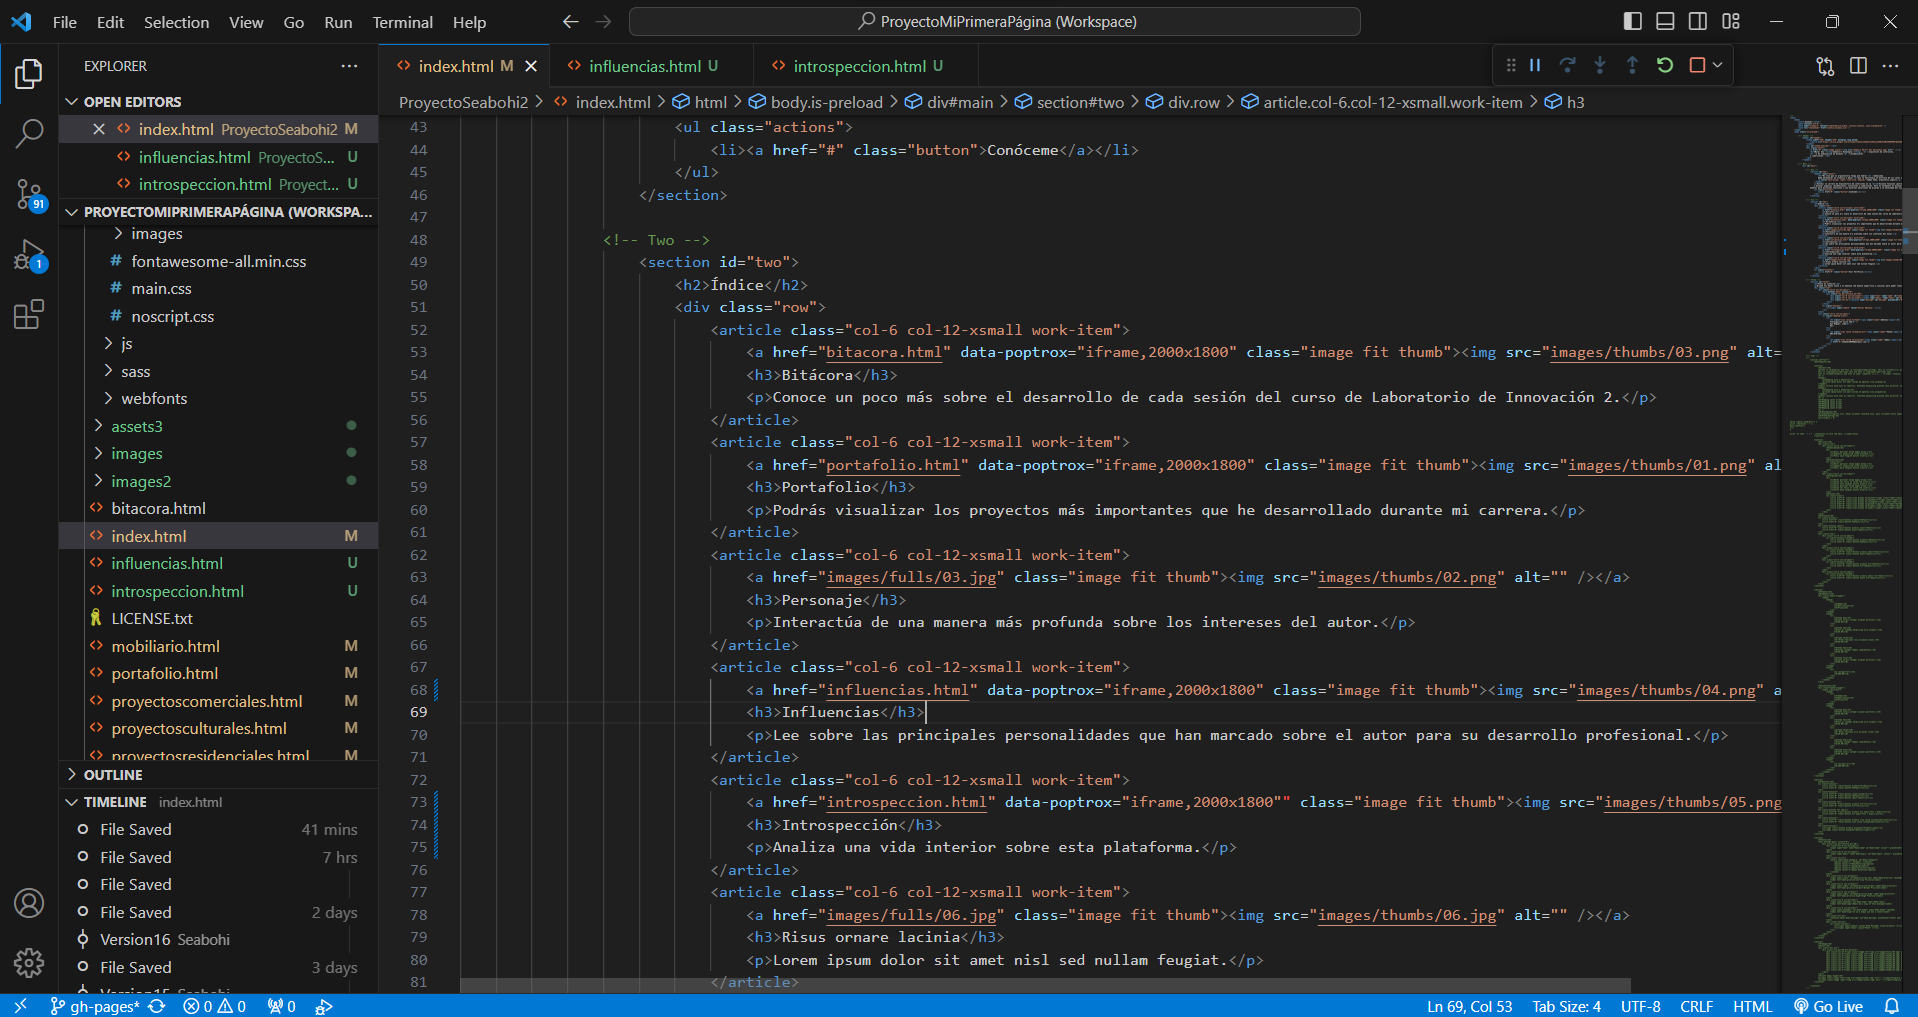 File Edit Selection View Go Run Terminal Help
ProyectoMiPrimeraPágina (Workspace)
EXPLORER
index.html M
influencias.html U
introspeccion.html U
OPEN EDITORS
index.html ProyectoSeabohi2 M
influencias.html ProyectoS... U
introspeccion.html Proyect... U
PROYECTOMIPRIMERAPÁGINA (WORKSPA...
images
fontawesome-all.min.css
main.css
noscript.css
js
sass
webfonts
assets3
images
images2
bitacora.html
index.html M
influencias.html U
introspeccion.html U
LICENSE.txt
mobiliario.html M
portafolio.html M
proyectoscomerciales.html M
proyectosculturales.html M
proyectosresidenciales.html M
OUTLINE
TIMELINE index.html
File Saved 41 mins
File Saved 7 hrs
File Saved
File Saved 2 days
Version16 Seabohi
File Saved 3 days
Version15 Seabohi
91
1
ProyectoSeabohi2 > index.html > html > body.is-preload > div#main > section#two > div.row > article.col-6.col-12-xsmall.work-item > h3
43 <ul class="actions">
44 <li><a href="#" class="button">Conóceme</a></li>
45 </ul>
46 </section>
47
48 <!-- Two -->
49 <section id="two">
50 <h2>Índice</h2>
51 <div class="row">
52 <article class="col-6 col-12-xsmall work-item">
53 <a href="bitacora.html" data-poptrox="iframe,2000x1800" class="image fit thumb"><img src="images/thumbs/03.png" alt=
54 <h3>Bitácora</h3>
55 <p>Conoce un poco más sobre el desarrollo de cada sesión del curso de Laboratorio de Innovación 2.</p>
56 </article>
57 <article class="col-6 col-12-xsmall work-item">
58 <a href="portafolio.html" data-poptrox="iframe,2000x1800" class="image fit thumb"><img src="images/thumbs/01.png" al
59 <h3>Portafolio</h3>
60 <p>Podrás visualizar los proyectos más importantes que he desarrollado durante mi carrera.</p>
61 </article>
62 <article class="col-6 col-12-xsmall work-item">
63 <a href="images/fulls/03.jpg" class="image fit thumb"><img src="images/thumbs/02.png" alt="" /></a>
64 <h3>Personaje</h3>
65 <p>Interactúa de una manera más profunda sobre los intereses del autor.</p>
66 </article>
67 <article class="col-6 col-12-xsmall work-item">
68 <a href="influencias.html" data-poptrox="iframe,2000x1800" class="image fit thumb"><img src="images/thumbs/04.png" a
69 <h3>Influencias</h3>
70 <p>Lee sobre las principales personalidades que han marcado sobre el autor para su desarrollo profesional.</p>
71 </article>
72 <article class="col-6 col-12-xsmall work-item">
73 <a href="introspeccion.html" data-poptrox="iframe,2000x1800"" class="image fit thumb"><img src="images/thumbs/05.png
74 <h3>Introspección</h3>
75 <p>Analiza una vida interior sobre esta plataforma.</p>
76 </article>
77 <article class="col-6 col-12-xsmall work-item">
78 <a href="images/fulls/06.jpg" class="image fit thumb"><img src="images/thumbs/06.jpg" alt="" /></a>
79 <h3>Risus ornare lacinia</h3>
80 <p>Lorem ipsum dolor sit amet nisl sed nullam feugiat.</p>
81 </article>
gh-pages* 0 0 0 Ln 69, Col 53 Tab Size: 4 UTF-8 CRLF HTML Go Live